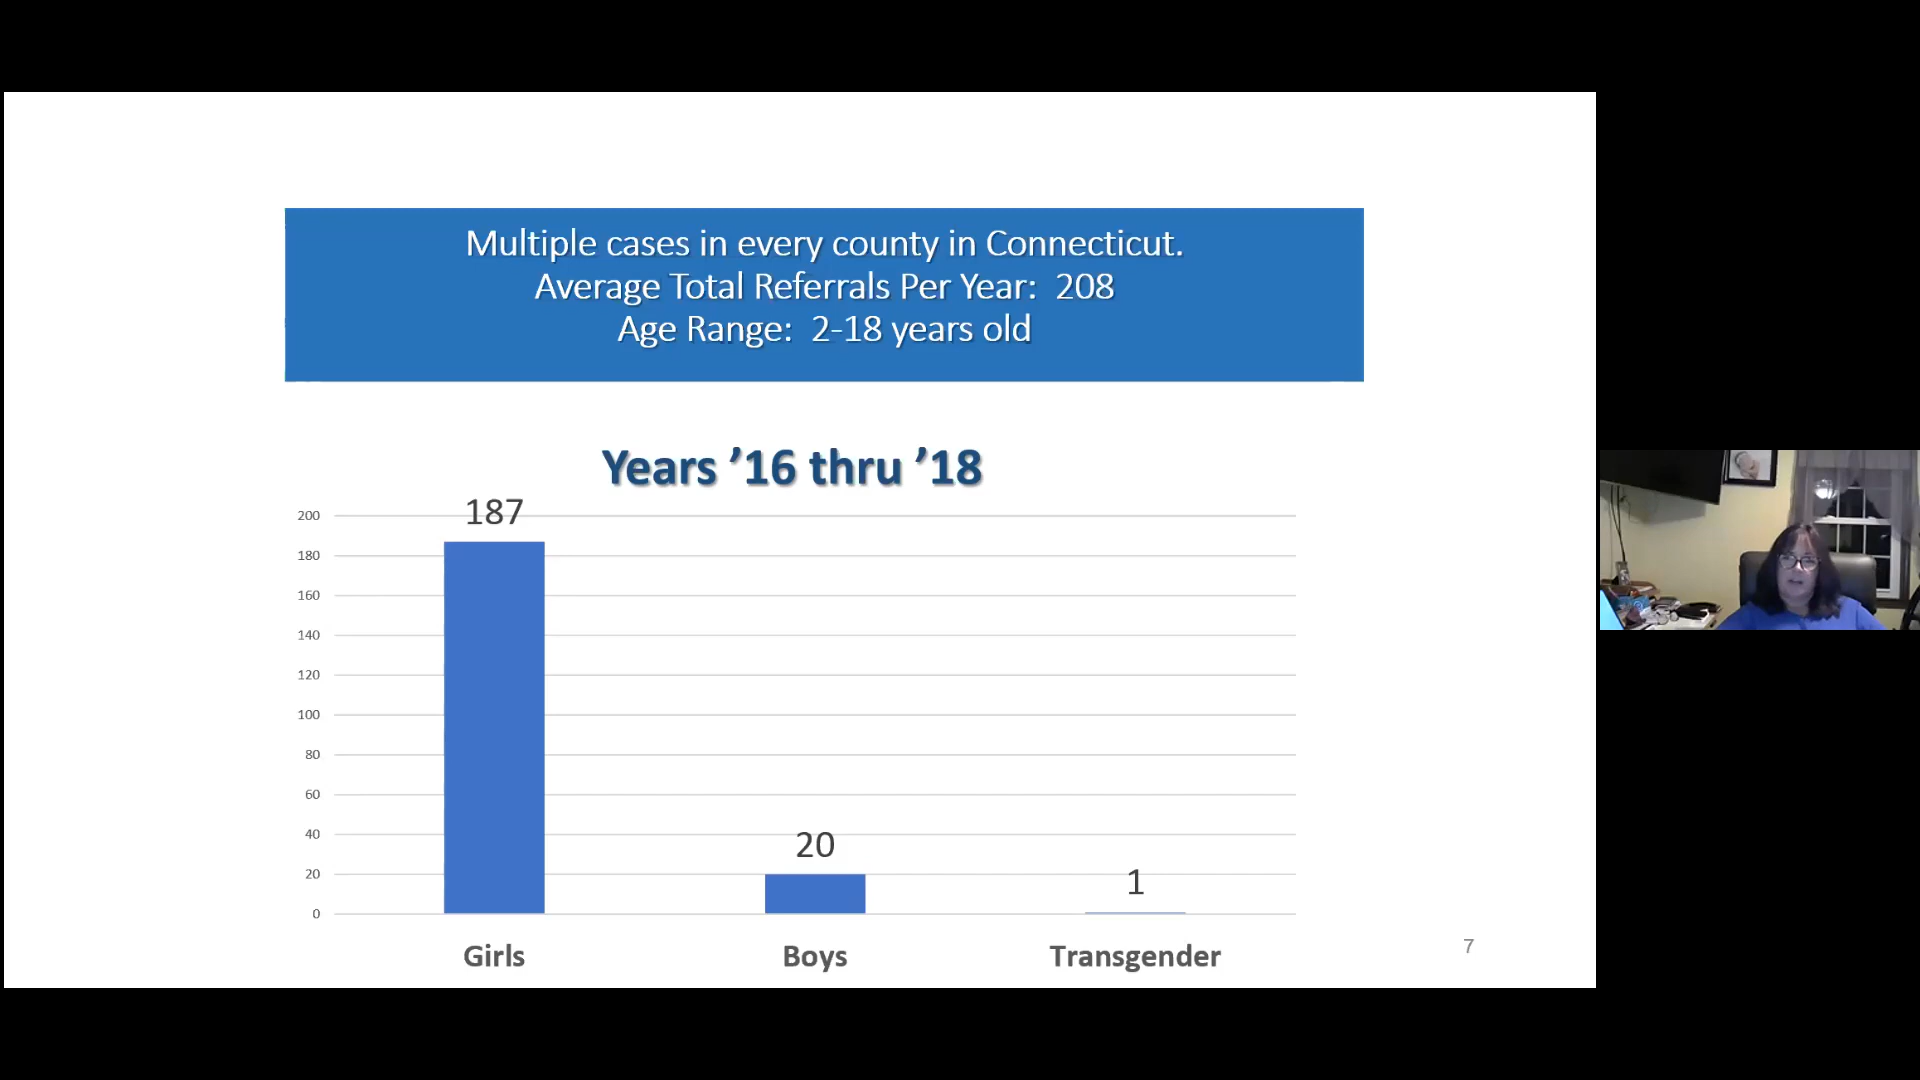 Multiple cases in every county in Connecticut.
Average Total Referrals Per Year: 208
Age Range: 2-18 years old
Years ’16 thru ’18
187
200
180
160
140
120
100
80
60
40
20
0
20
1
Girls
Boys
Transgender
7